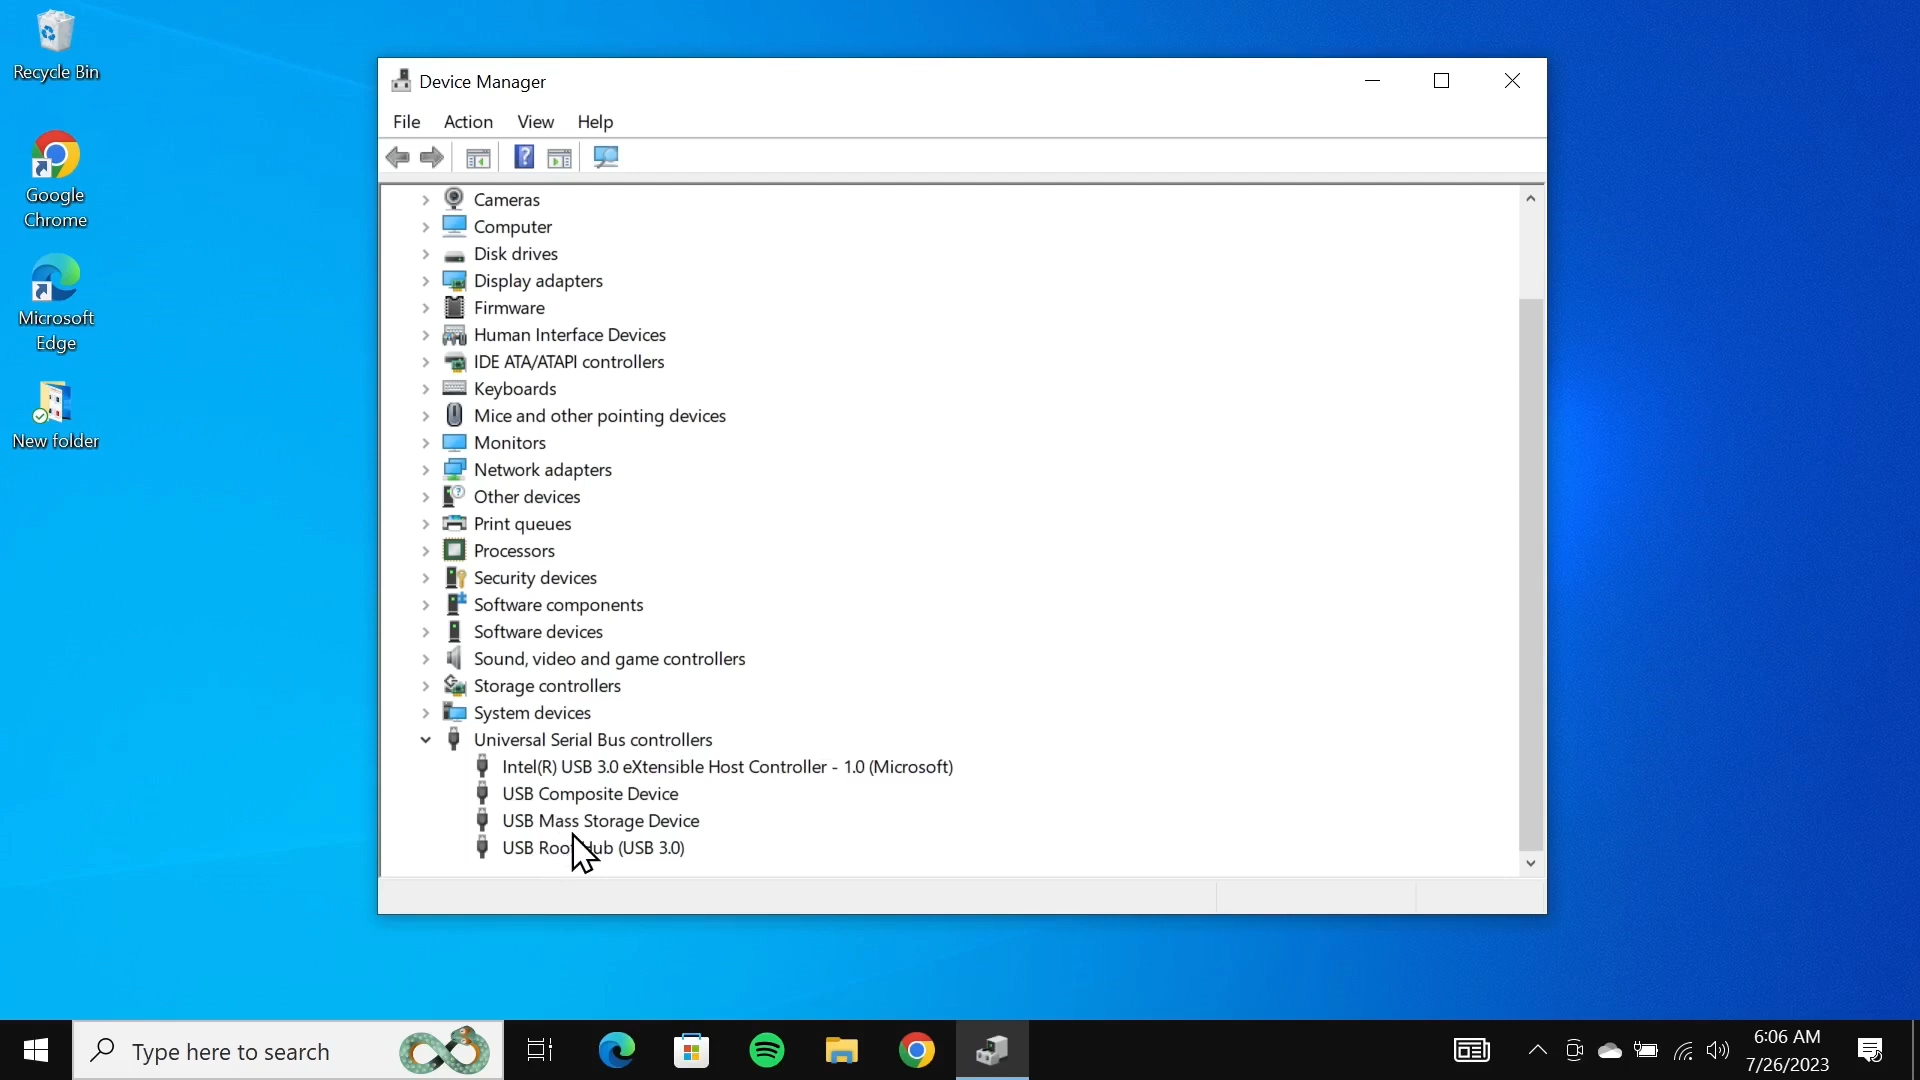 Recycle Bin
Google
Chrome
Microsoft
Edge
New folder
Device Manager
File Action View Help
Cameras
Computer
Disk drives
Display adapters
Firmware
Human Interface Devices
IDE ATA/ATAPI controllers
Keyboards
Mice and other pointing devices
Monitors
Network adapters
Other devices
Print queues
Processors
Security devices
Software components
Software devices
Sound, video and game controllers
Storage controllers
System devices
Universal Serial Bus controllers
Intel(R) USB 3.0 eXtensible Host Controller - 1.0 (Microsoft)
USB Composite Device
USB Mass Storage Device
USB Root Hub (USB 3.0)
Type here to search
6:06 AM
7/26/2023